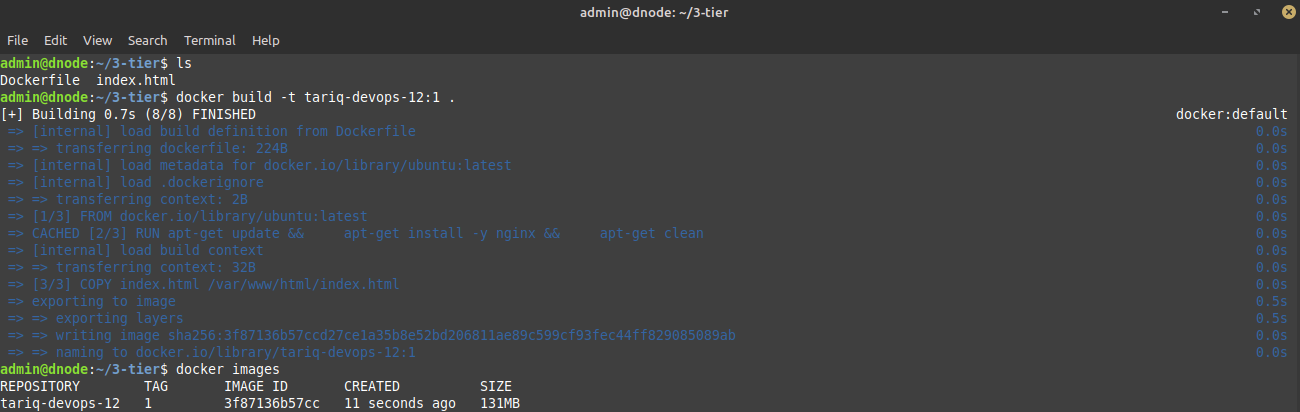 admin@dnode: ~/3-tier
File Edit View Search Terminal Help
admin@dnode:~/3-tier$ ls
Dockerfile  index.html
admin@dnode:~/3-tier$ docker build -t tariq-devops-12:1 .
[+] Building 0.7s (8/8) FINISHED docker:default
=> [internal] load build definition from Dockerfile 0.0s
=> => transferring dockerfile: 224B 0.0s
=> [internal] load metadata for docker.io/library/ubuntu:latest 0.0s
=> [internal] load .dockerignore 0.0s
=> => transferring context: 2B 0.0s
=> [1/3] FROM docker.io/library/ubuntu:latest 0.0s
=> CACHED [2/3] RUN apt-get update &&     apt-get install -y nginx &&     apt-get clean 0.0s
=> [internal] load build context 0.0s
=> => transferring context: 32B 0.0s
=> [3/3] COPY index.html /var/www/html/index.html 0.0s
=> exporting to image 0.5s
=> => exporting layers 0.5s
=> => writing image sha256:3f87136b57ccd27ce1a35b8e52bd206811ae89c599cf93fec44ff829085089ab 0.0s
=> => naming to docker.io/library/tariq-devops-12:1 0.0s
admin@dnode:~/3-tier$ docker images
REPOSITORY TAG IMAGE ID CREATED SIZE
tariq-devops-12 1 3f87136b57cc 11 seconds ago 131MB